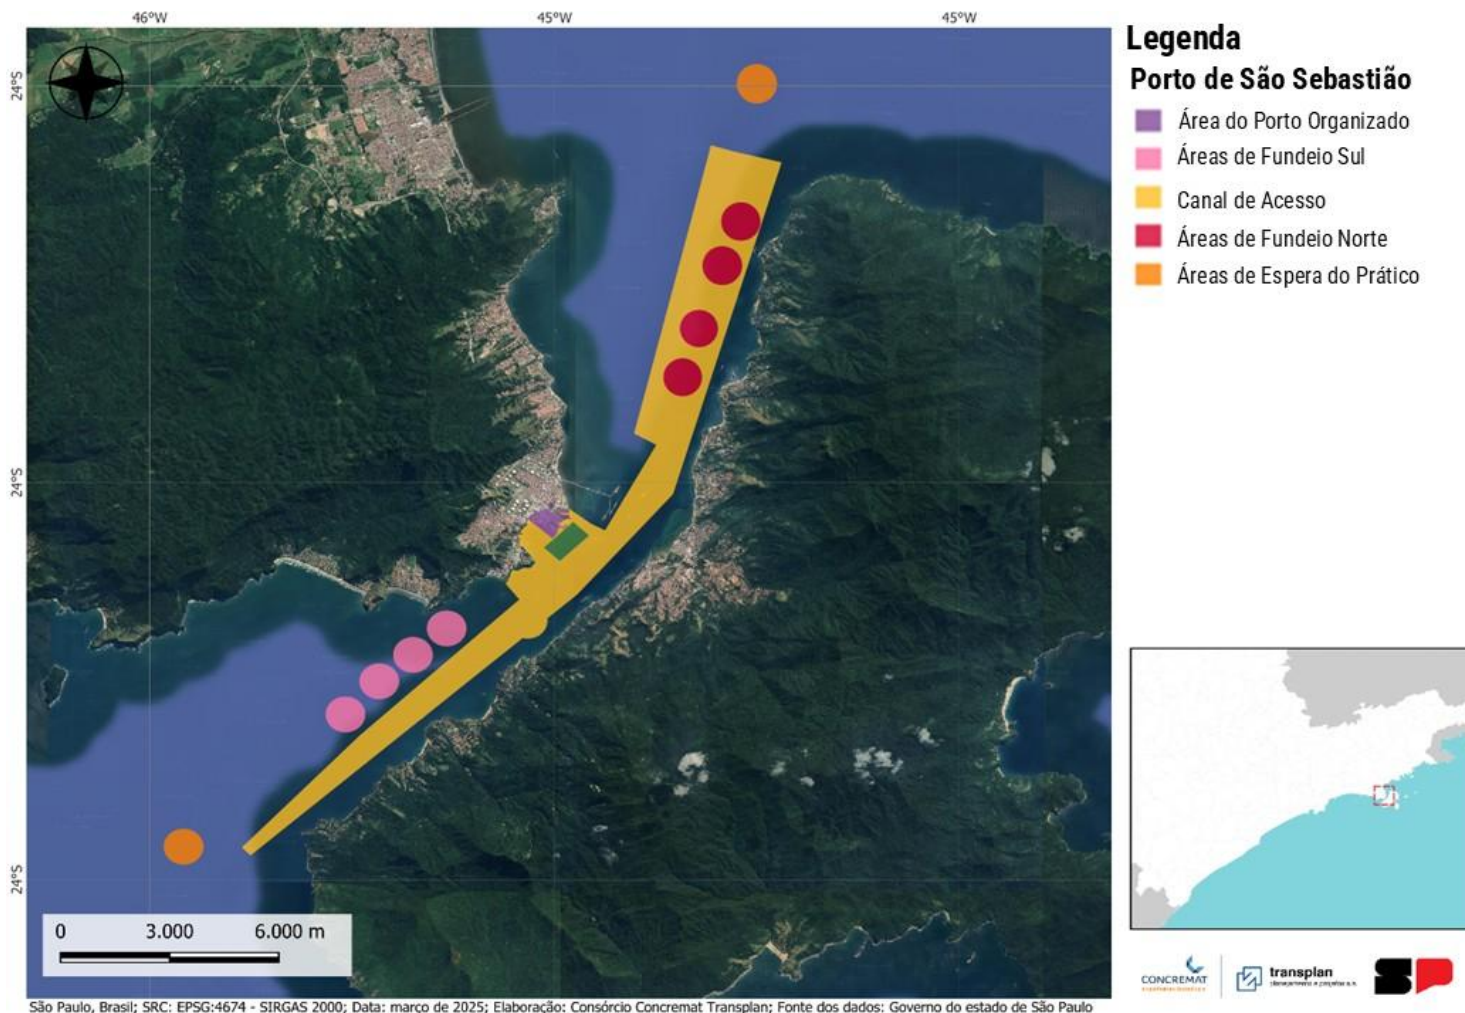 46°W
45°W
45°W
24°S
24°S
24°S
Legenda
Porto de São Sebastião
Área do Porto Organizado
Áreas de Fundeio Sul
Canal de Acesso
Áreas de Fundeio Norte
Áreas de Espera do Prático
0 3.000 6.000 m
CONCREMAT
transplan
SP
São Paulo, Brasil; SRC: EPSG:4674 - SIRGAS 2000; Data: março de 2025; Elaboração: Consórcio Concremat Transplan; Fonte dos dados: Governo do estado de São Paulo